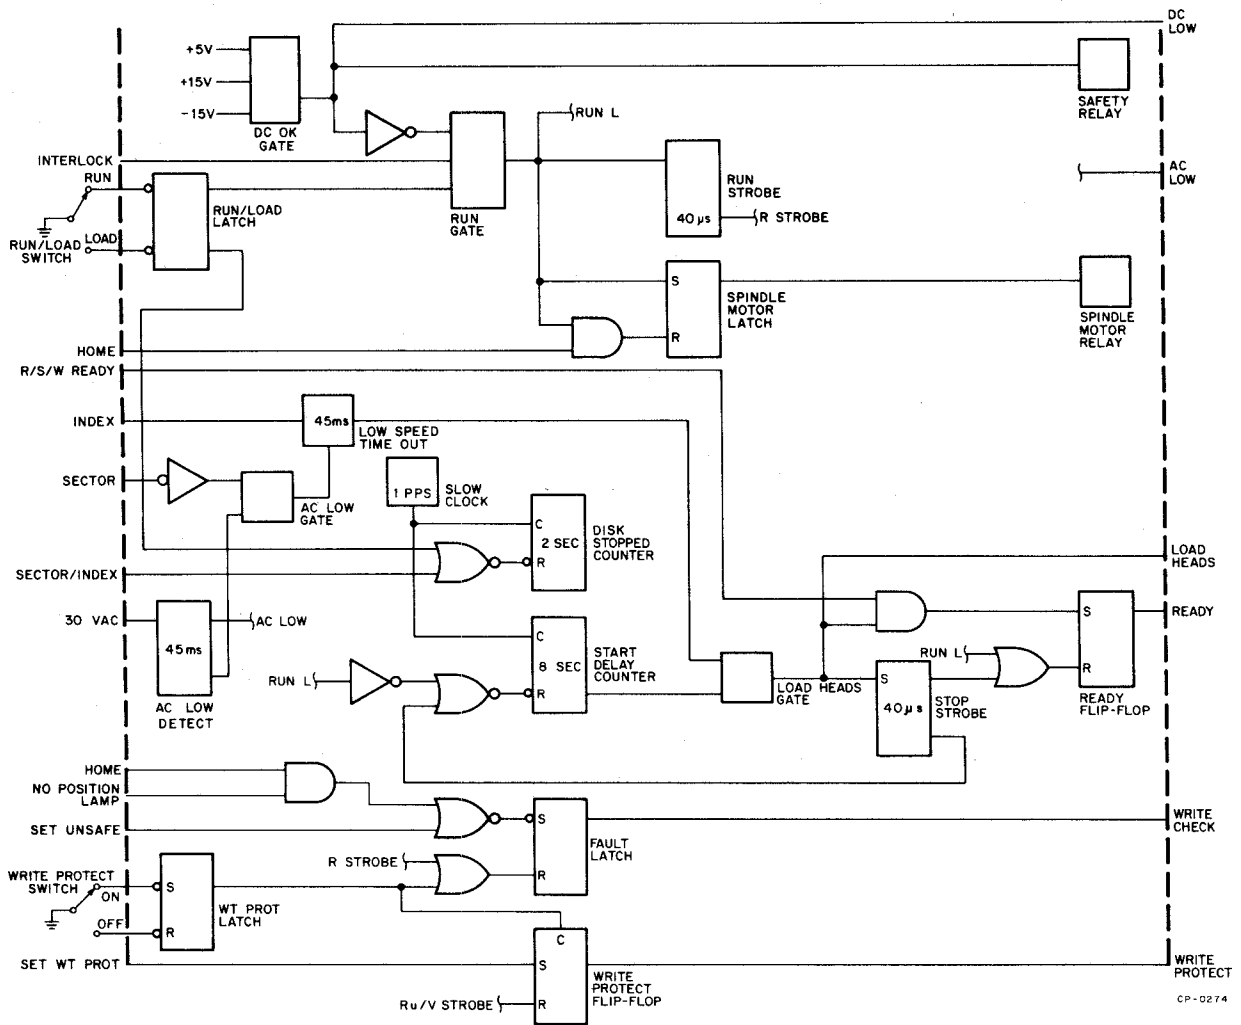 DC
LOW
+5V
+15V
-15V
DC OK
GATE
SAFETY
RELAY
RUN L
INTERLOCK
RUN
RUN/LOAD
LATCH
RUN
GATE
RUN
STROBE
40 µs
R STROBE
AC
LOW
RUN/LOAD
SWITCH
LOAD
S
R
SPINDLE
MOTOR
LATCH
SPINDLE
MOTOR
RELAY
HOME
R/S/W READY
INDEX
45ms
LOW SPEED
TIME OUT
SECTOR
AC LOW
GATE
1 PPS
SLOW
CLOCK
C
2 SEC
R
DISK
STOPPED
COUNTER
SECTOR/INDEX
LOAD
HEADS
30 VAC
45ms
AC LOW
AC LOW
DETECT
RUN L
C
8 SEC
R
START
DELAY
COUNTER
LOAD HEADS
GATE
S
40µs
STOP
STROBE
RUN L
S
R
READY
FLIP-FLOP
READY
HOME
NO POSITION
LAMP
SET UNSAFE
S
R
FAULT
LATCH
WRITE
CHECK
R STROBE
WRITE PROTECT
SWITCH
ON
OFF
S
R
WT PROT
LATCH
SET WT PROT
C
S
R
WRITE
PROTECT
FLIP-FLOP
Ru/V STROBE
WRITE
PROTECT
CP-0274